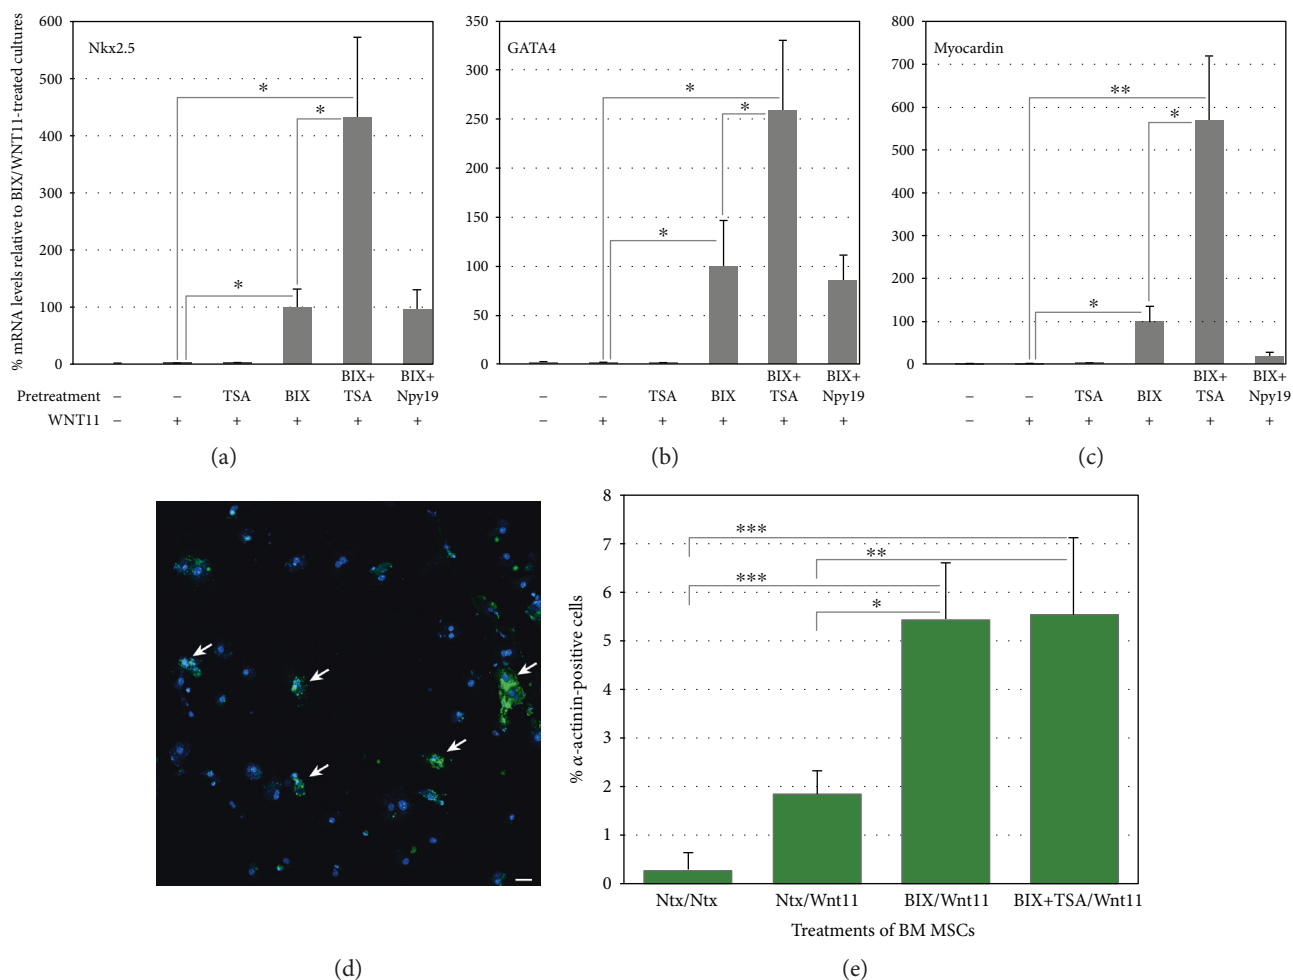 % mRNA levels relative to BIX/WNT11-treated cultures
600
500
400
300
200
100
0
Nkx2.5
*
*
*
350
300
250
200
150
100
50
0
GATA4
*
*
*
800
700
600
500
400
300
200
100
0
Myocardin
**
*
*
Pretreatment – – TSA BIX BIX+ TSA BIX+ Npy19
WNT11 – + + + + +
– – TSA BIX BIX+ TSA BIX+ Npy19
– + + + + +
– – TSA BIX BIX+ TSA BIX+ Npy19
– + + + + +
(a)
(b)
(c)
% α-actinin-positive cells
8
7
6
5
4
3
2
1
0
***
**
***
*
Ntx/Ntx Ntx/Wnt11 BIX/Wnt11 BIX+TSA/Wnt11
Treatments of BM MSCs
(d)
(e)